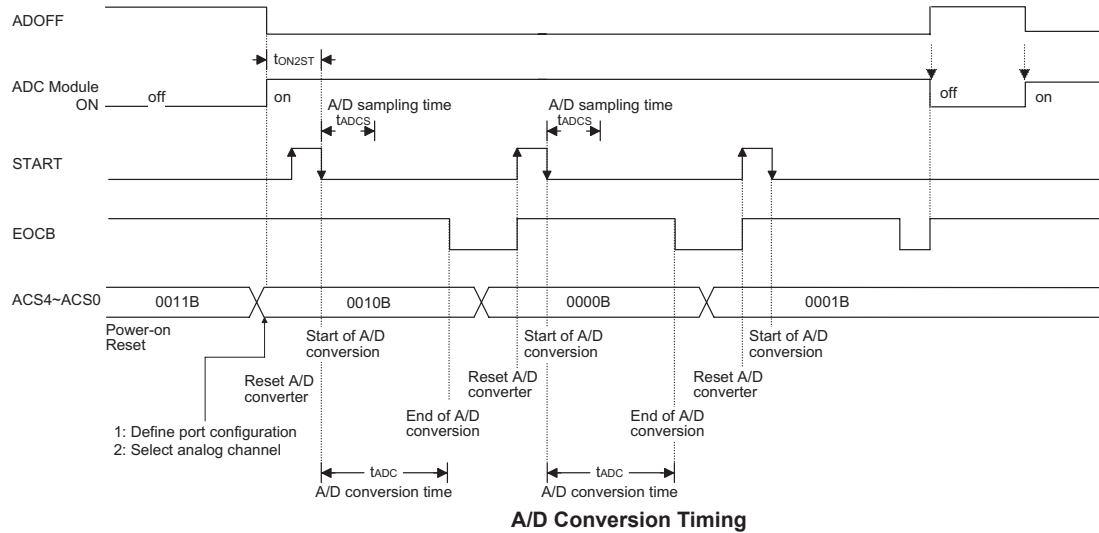 ADOFF
tON2ST
ADC Module
ON
off
on
off
on
A/D sampling time
tADCS
A/D sampling time
tADCS
START
EOCB
ACS4~ACS0
0011B
0010B
0000B
0001B
Power-on
Reset
Start of A/D
conversion
Start of A/D
conversion
Start of A/D
conversion
Reset A/D
converter
Reset A/D
converter
Reset A/D
converter
End of A/D
conversion
End of A/D
conversion
1: Define port configuration
2: Select analog channel
tADC
A/D conversion time
tADC
A/D conversion time
A/D Conversion Timing